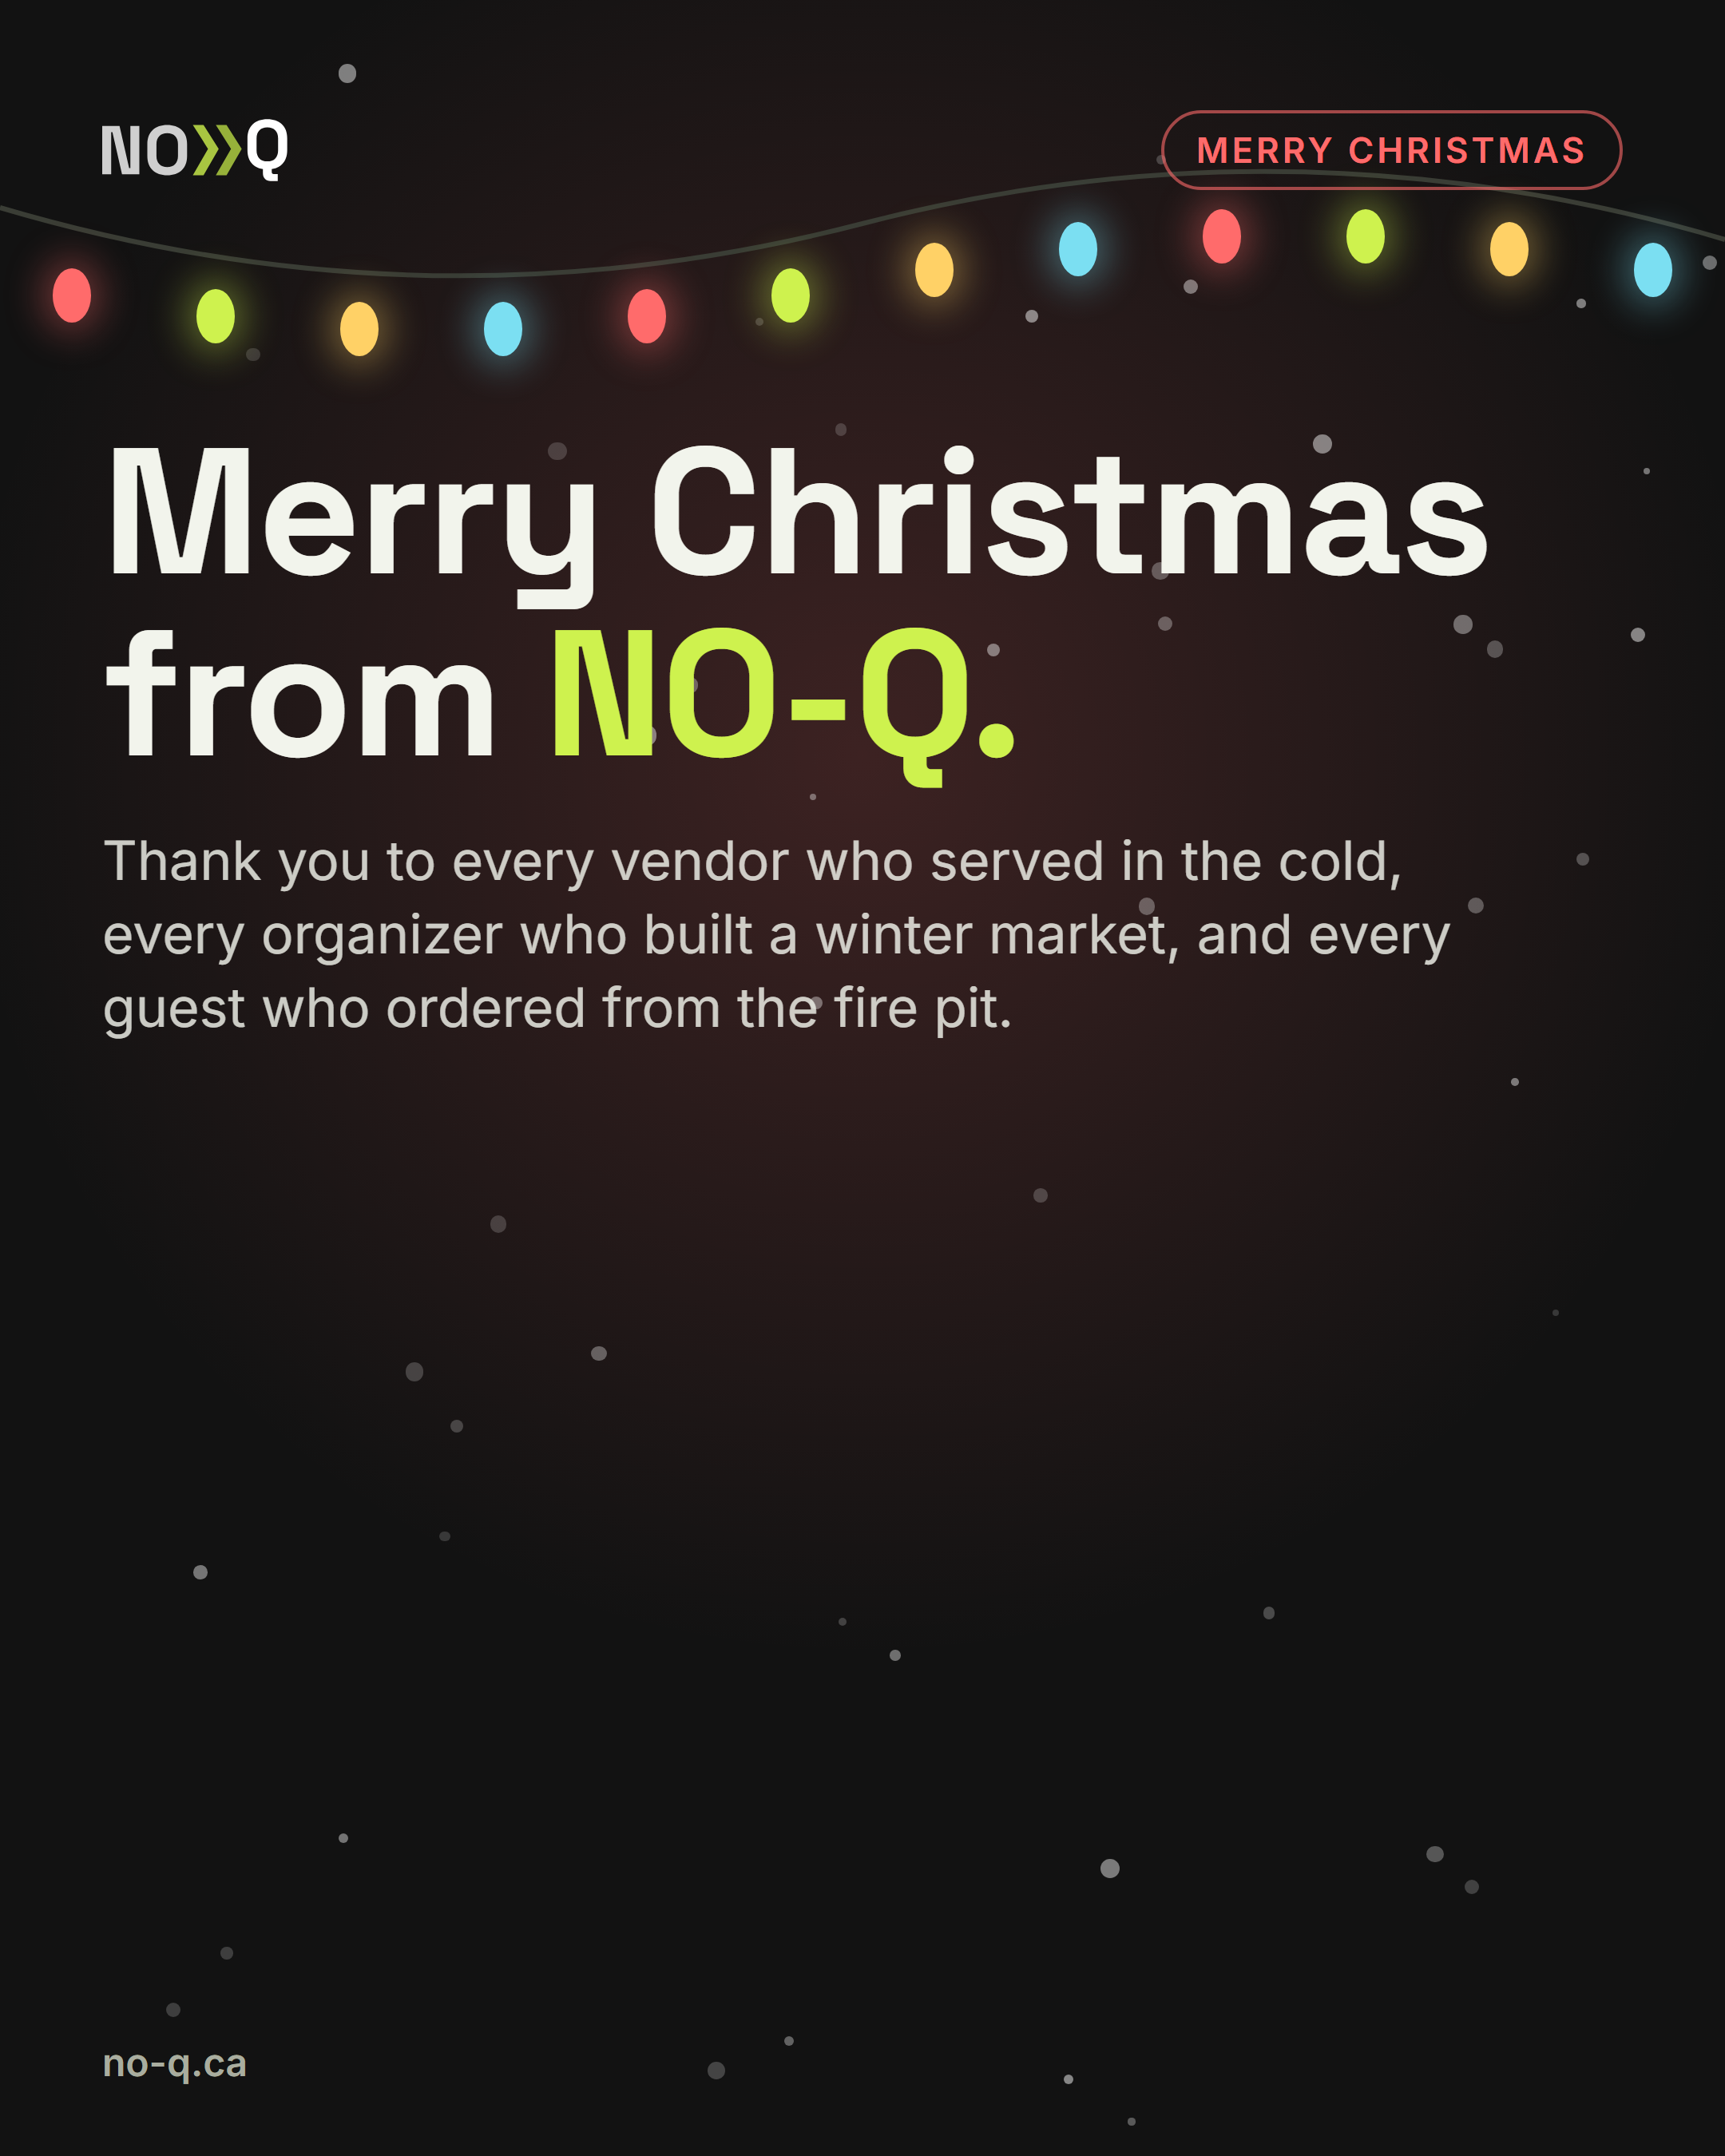 NO»Q
MERRY CHRISTMAS
Merry Christmas
from NO-Q.
Thank you to every vendor who served in the cold,
every organizer who built a winter market, and every
guest who ordered from the fire pit.
no-q.ca